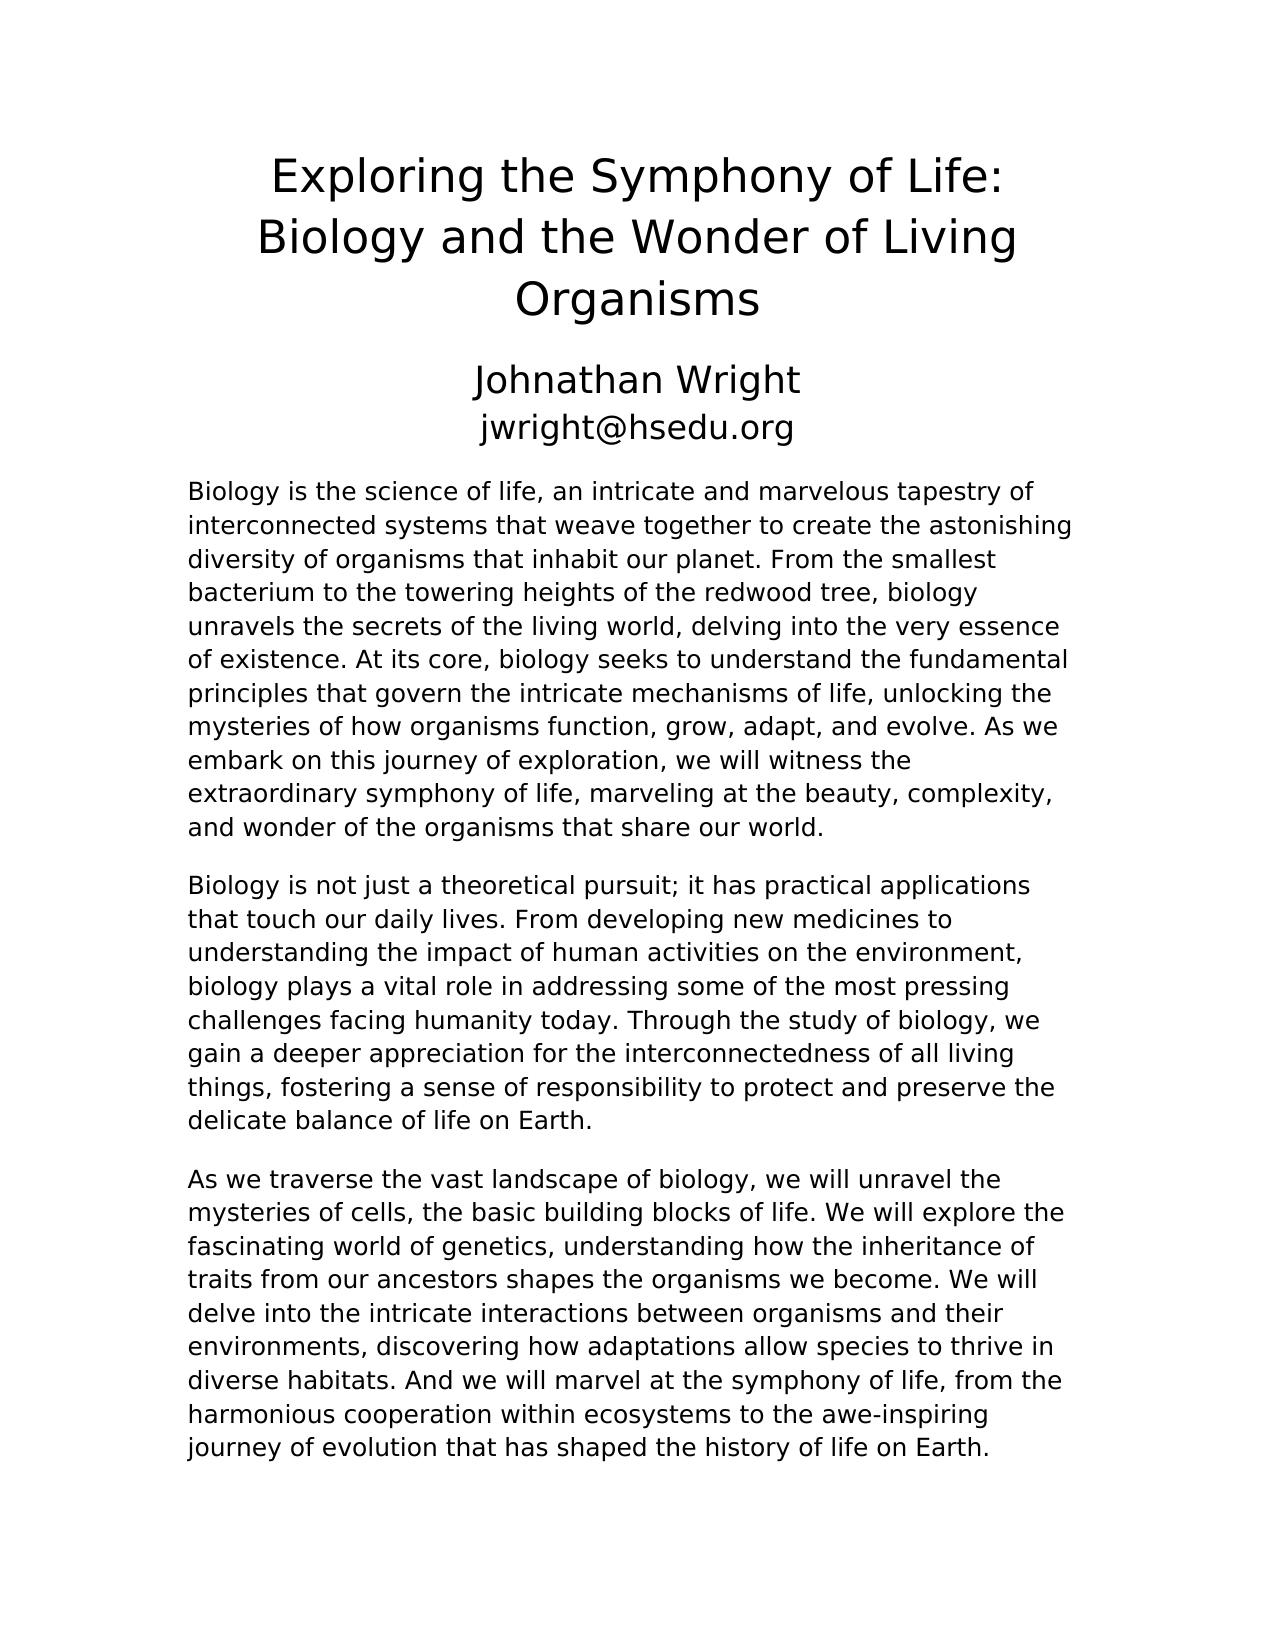 Exploring the Symphony of Life:
Biology and the Wonder of Living
Organisms
Johnathan Wright
jwright@hsedu.org
Biology is the science of life, an intricate and marvelous tapestry of
interconnected systems that weave together to create the astonishing
diversity of organisms that inhabit our planet. From the smallest
bacterium to the towering heights of the redwood tree, biology
unravels the secrets of the living world, delving into the very essence
of existence. At its core, biology seeks to understand the fundamental
principles that govern the intricate mechanisms of life, unlocking the
mysteries of how organisms function, grow, adapt, and evolve. As we
embark on this journey of exploration, we will witness the
extraordinary symphony of life, marveling at the beauty, complexity,
and wonder of the organisms that share our world.
Biology is not just a theoretical pursuit; it has practical applications
that touch our daily lives. From developing new medicines to
understanding the impact of human activities on the environment,
biology plays a vital role in addressing some of the most pressing
challenges facing humanity today. Through the study of biology, we
gain a deeper appreciation for the interconnectedness of all living
things, fostering a sense of responsibility to protect and preserve the
delicate balance of life on Earth.
As we traverse the vast landscape of biology, we will unravel the
mysteries of cells, the basic building blocks of life. We will explore the
fascinating world of genetics, understanding how the inheritance of
traits from our ancestors shapes the organisms we become. We will
delve into the intricate interactions between organisms and their
environments, discovering how adaptations allow species to thrive in
diverse habitats. And we will marvel at the symphony of life, from the
harmonious cooperation within ecosystems to the awe-inspiring
journey of evolution that has shaped the history of life on Earth.